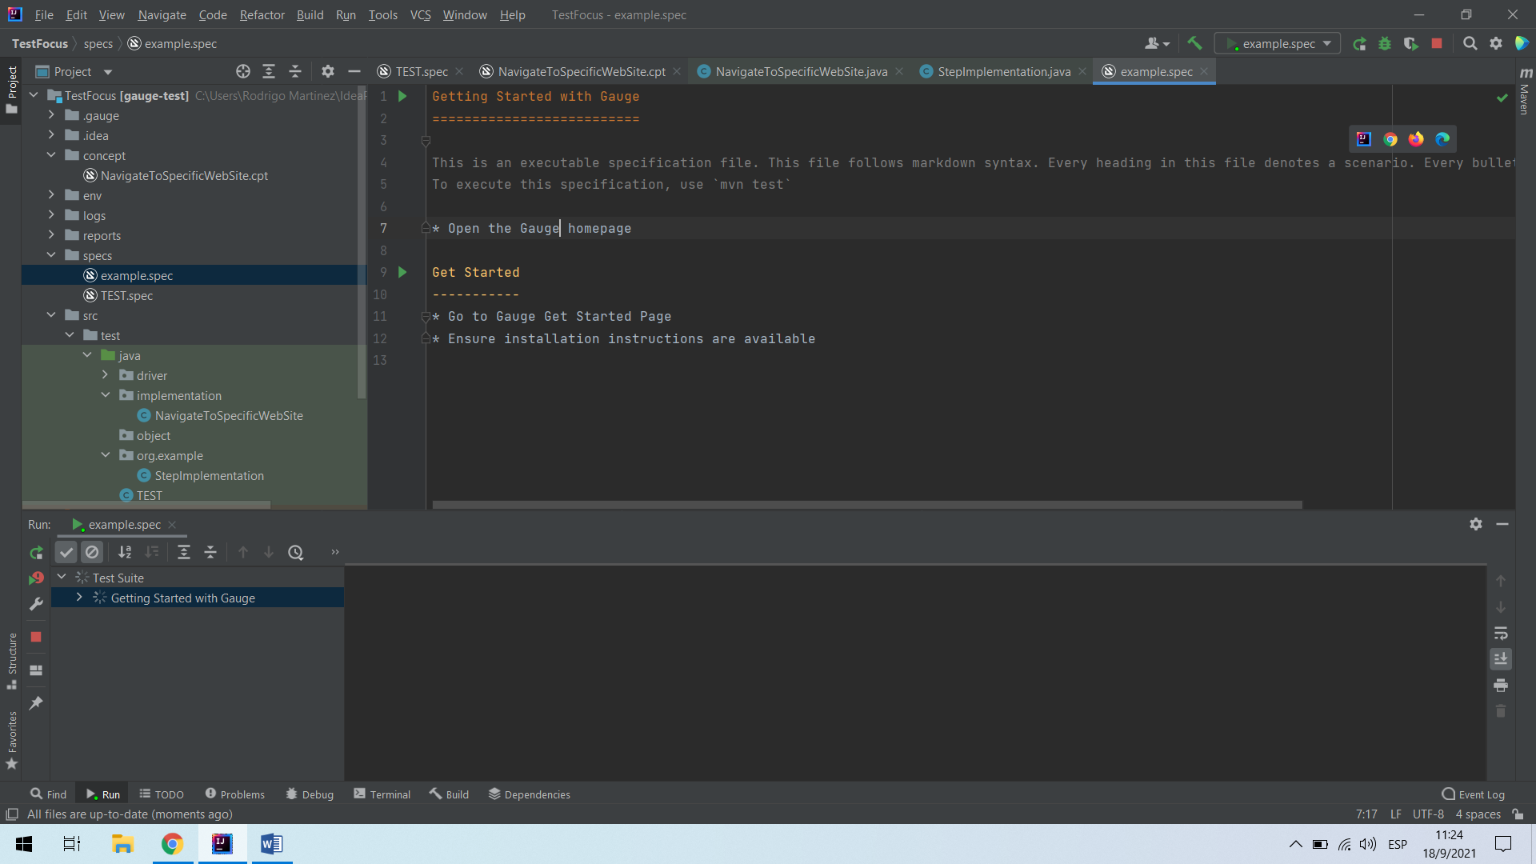 File Edit View Navigate Code Refactor Build Run Tools VCS Window Help TestFocus - example.spec
TestFocus specs example.spec
example.spec
Project
TEST.spec NavigateToSpecificWebSite.cpt NavigateToSpecificWebSite.java StepImplementation.java example.spec
Project
Maven
TestFocus [gauge-test] C:\Users\Rodrigo Martinez\IdeaP
.gauge
.idea
concept
NavigateToSpecificWebSite.cpt
env
logs
reports
specs
example.spec
TEST.spec
src
test
java
driver
implementation
NavigateToSpecificWebSite
object
org.example
StepImplementation
TEST
1 Getting Started with Gauge
2 ==========================
3
4 This is an executable specification file. This file follows markdown syntax. Every heading in this file denotes a scenario. Every bullet
5 To execute this specification, use `mvn test`
6
7 * Open the Gauge homepage
8
9 Get Started
10 -----------
11 * Go to Gauge Get Started Page
12 * Ensure installation instructions are available
13
Run: example.spec
Test Suite
Getting Started with Gauge
Structure
Favorites
Find Run TODO Problems Debug Terminal Build Dependencies Event Log
All files are up-to-date (moments ago) 7:17 LF UTF-8 4 spaces
ESP
11:24
18/9/2021